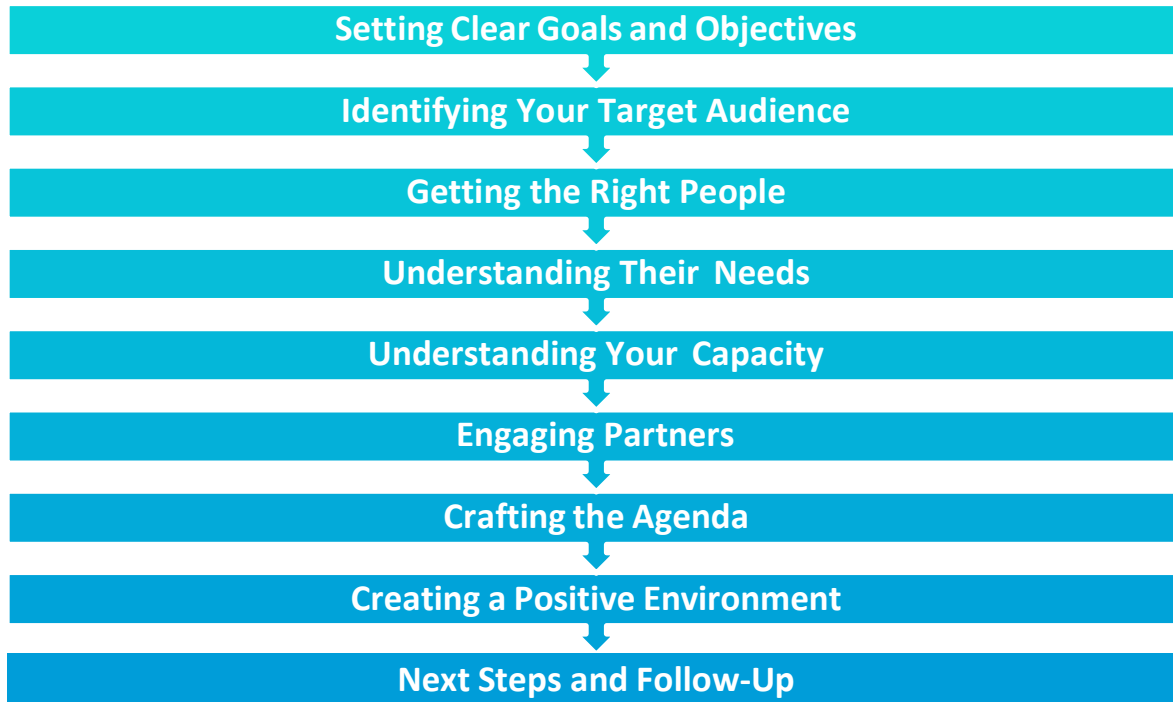 Setting Clear Goals and Objectives
Identifying Your Target Audience
Getting the Right People
Understanding Their Needs
Understanding Your Capacity
Engaging Partners
Crafting the Agenda
Creating a Positive Environment
Next Steps and Follow-Up